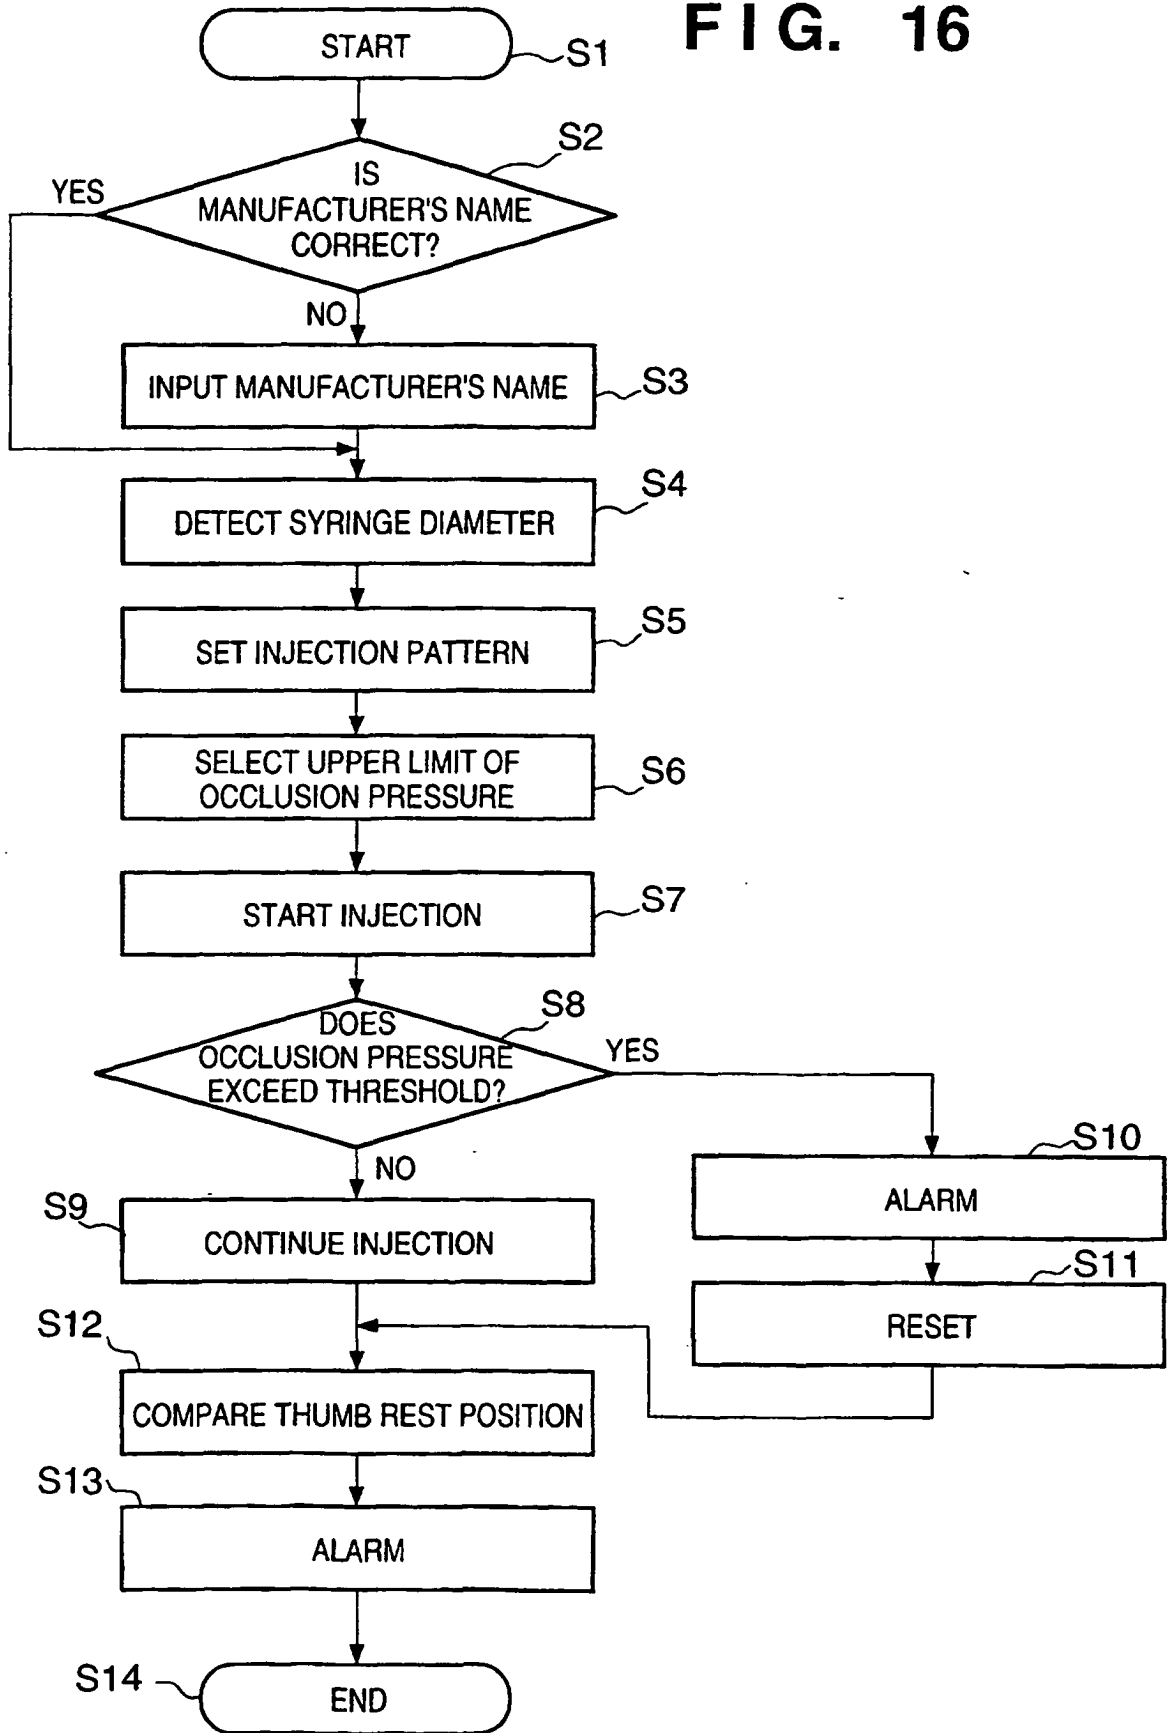 FIG. 16
START
S1
S2
IS
MANUFACTURER'S NAME
CORRECT?
YES
NO
INPUT MANUFACTURER'S NAME
S3
S4
DETECT SYRINGE DIAMETER
S5
SET INJECTION PATTERN
SELECT UPPER LIMIT OF
OCCLUSION PRESSURE
S6
START INJECTION
S7
S8
DOES
OCCLUSION PRESSURE
EXCEED THRESHOLD?
YES
NO
S10
ALARM
S9
CONTINUE INJECTION
S11
RESET
S12
COMPARE THUMB REST POSITION
S13
ALARM
S14
END